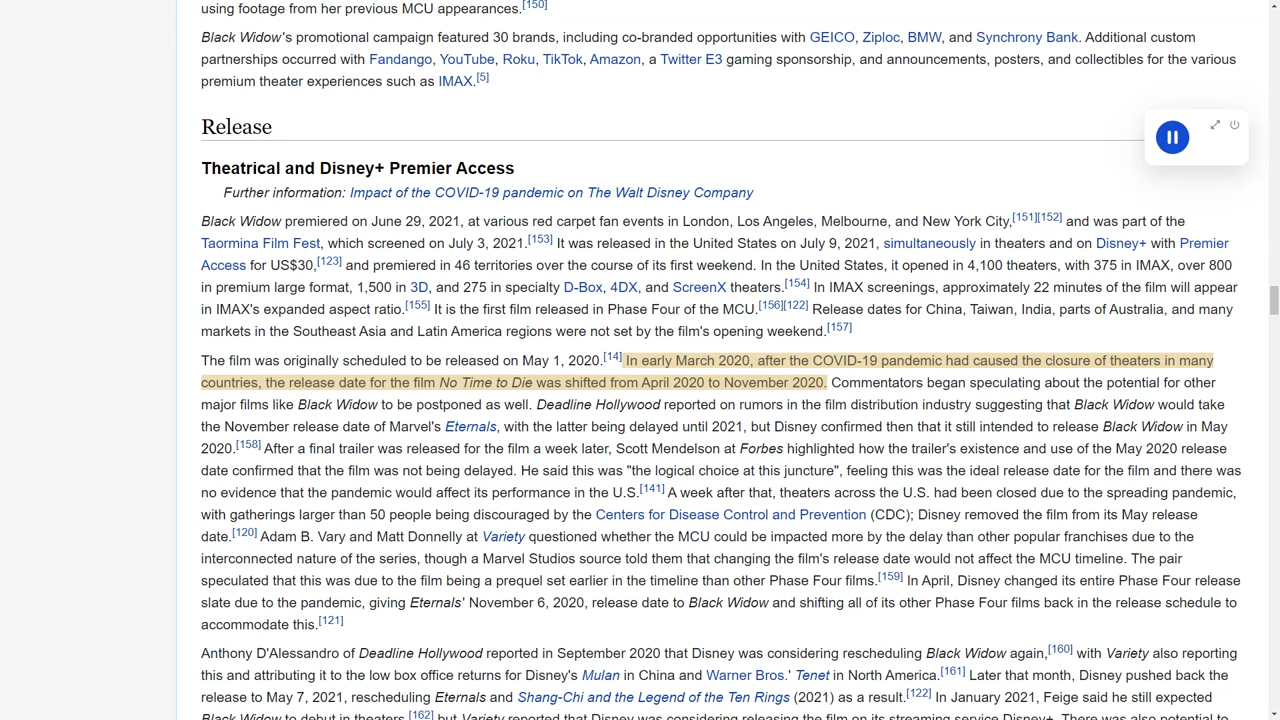 using footage from her previous MCU appearances.[150]
Black Widow's promotional campaign featured 30 brands, including co-branded opportunities with GEICO, Ziploc, BMW, and Synchrony Bank. Additional custom
partnerships occurred with Fandango, YouTube, Roku, TikTok, Amazon, a Twitter E3 gaming sponsorship, and announcements, posters, and collectibles for the various
premium theater experiences such as IMAX.[5]
Release
Theatrical and Disney+ Premier Access
Further information: Impact of the COVID-19 pandemic on The Walt Disney Company
Black Widow premiered on June 29, 2021, at various red carpet fan events in London, Los Angeles, Melbourne, and New York City,[151][152] and was part of the
Taormina Film Fest, which screened on July 3, 2021.[153] It was released in the United States on July 9, 2021, simultaneously in theaters and on Disney+ with Premier
Access for US$30,[123] and premiered in 46 territories over the course of its first weekend. In the United States, it opened in 4,100 theaters, with 375 in IMAX, over 800
in premium large format, 1,500 in 3D, and 275 in specialty D-Box, 4DX, and ScreenX theaters.[154] In IMAX screenings, approximately 22 minutes of the film will appear
in IMAX's expanded aspect ratio.[155] It is the first film released in Phase Four of the MCU.[156][122] Release dates for China, Taiwan, India, parts of Australia, and many
markets in the Southeast Asia and Latin America regions were not set by the film's opening weekend.[157]
The film was originally scheduled to be released on May 1, 2020.[14] In early March 2020, after the COVID-19 pandemic had caused the closure of theaters in many
countries, the release date for the film No Time to Die was shifted from April 2020 to November 2020. Commentators began speculating about the potential for other
major films like Black Widow to be postponed as well. Deadline Hollywood reported on rumors in the film distribution industry suggesting that Black Widow would take
the November release date of Marvel's Eternals, with the latter being delayed until 2021, but Disney confirmed then that it still intended to release Black Widow in May
2020.[158] After a final trailer was released for the film a week later, Scott Mendelson at Forbes highlighted how the trailer's existence and use of the May 2020 release
date confirmed that the film was not being delayed. He said this was "the logical choice at this juncture", feeling this was the ideal release date for the film and there was
no evidence that the pandemic would affect its performance in the U.S.[141] A week after that, theaters across the U.S. had been closed due to the spreading pandemic,
with gatherings larger than 50 people being discouraged by the Centers for Disease Control and Prevention (CDC); Disney removed the film from its May release
date.[120] Adam B. Vary and Matt Donnelly at Variety questioned whether the MCU could be impacted more by the delay than other popular franchises due to the
interconnected nature of the series, though a Marvel Studios source told them that changing the film's release date would not affect the MCU timeline. The pair
speculated that this was due to the film being a prequel set earlier in the timeline than other Phase Four films.[159] In April, Disney changed its entire Phase Four release
slate due to the pandemic, giving Eternals' November 6, 2020, release date to Black Widow and shifting all of its other Phase Four films back in the release schedule to
accommodate this.[121]
Anthony D'Alessandro of Deadline Hollywood reported in September 2020 that Disney was considering rescheduling Black Widow again,[160] with Variety also reporting
this and attributing it to the low box office returns for Disney's Mulan in China and Warner Bros.' Tenet in North America.[161] Later that month, Disney pushed back the
release to May 7, 2021, rescheduling Eternals and Shang-Chi and the Legend of the Ten Rings (2021) as a result.[122] In January 2021, Feige said he still expected
Black Widow to debut in theaters,[162] but Variety reported that Disney was considering releasing the film on its streaming service Disney+. There was also potential to